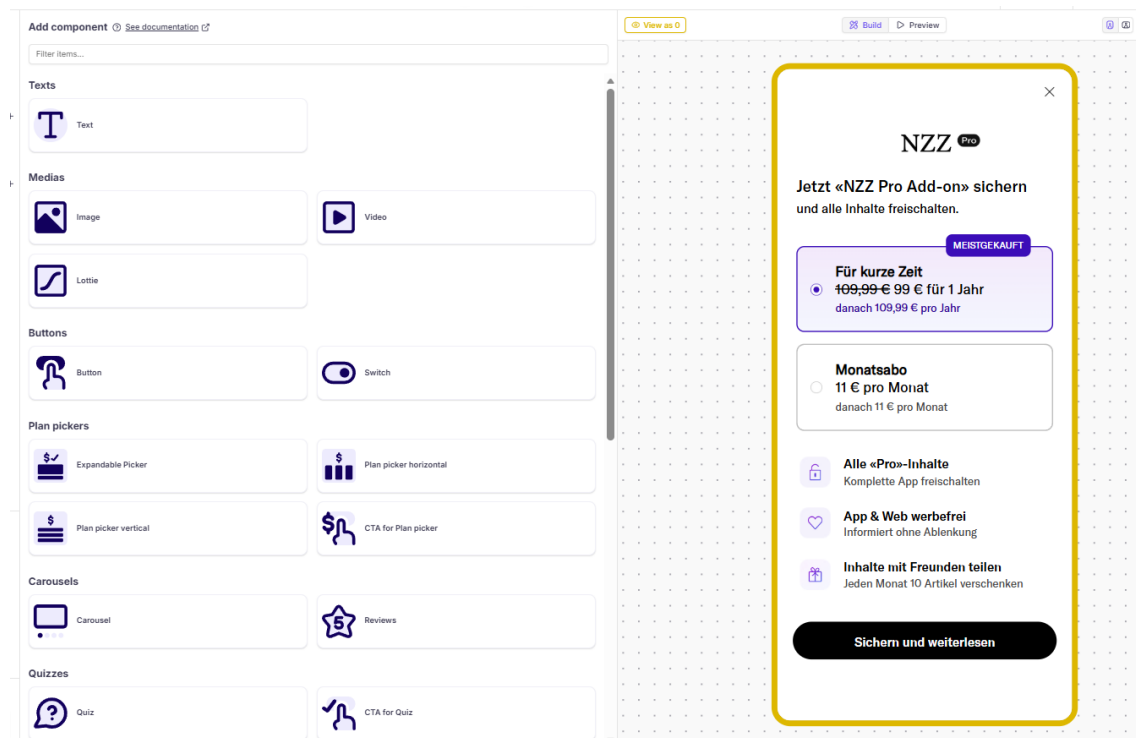 Add component See documentation
Filter items...
Texts
Text
Medias
Image
Video
Lottie
Buttons
Button
Switch
Plan pickers
Expandable Picker
Plan picker horizontal
Plan picker vertical
CTA for Plan picker
Carousels
Carousel
Reviews
Quizzes
Quiz
CTA for Quiz
View as 0
Build
Preview
NZZ Pro
Jetzt «NZZ Pro Add-on» sichern
und alle Inhalte freischalten.
MEISTGEKAUFT
Für kurze Zeit
109,99 € 99 € für 1 Jahr
danach 109,99 € pro Jahr
Monatsabo
11 € pro Monat
danach 11 € pro Monat
Alle «Pro»-Inhalte
Komplette App freischalten
App & Web werbefrei
Informiert ohne Ablenkung
Inhalte mit Freunden teilen
Jeden Monat 10 Artikel verschenken
Sichern und weiterlesen